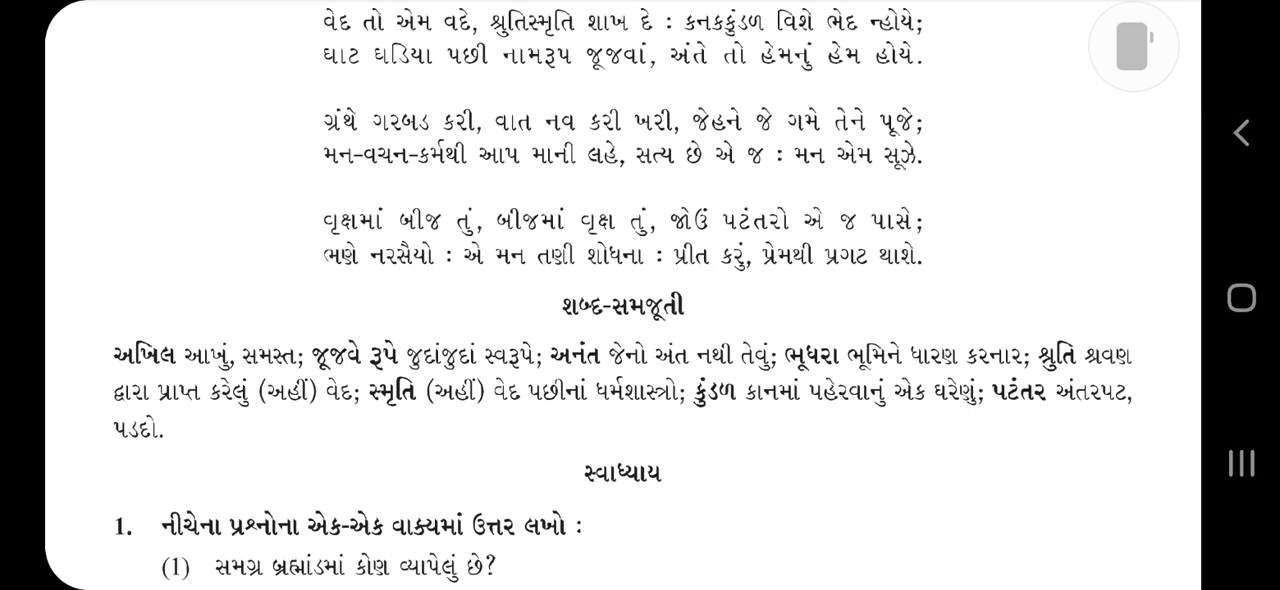 વેદ તો એમ વદે, શ્રુતિસ્મૃતિ શાખ દે : કનકકુંડળ વિશે ભેદ ન્હોયે;
ઘાટ ઘડિયા પછી નામરૂપ જૂજવાં, અંતે તો હેમનું હેમ હોયે.
ગ્રંથે ગરબડ કરી, વાત નવ કરી ખરી, જેહને જે ગમે તેને પૂજે;
મન-વચન-કર્મથી આપ માની લહે, સત્ય છે એ જ : મન એમ સૂઝે.
વૃક્ષમાં બીજ તું, બીજમાં વૃક્ષ તું, જોઉં પટંતરો એ જ પાસે;
ભણે નરસૈયો : એ મન તણી શોધના : પ્રીત કરું, પ્રેમથી પ્રગટ થાશે.
શબ્દ-સમજૂતી
અખિલ આખું, સમસ્ત; જૂજવે રૂપે જુદાંજુદાં સ્વરૂપે; અનંત જેનો અંત નથી તેવું; ભૂધરા ભૂમિને ધારણ કરનાર; શ્રુતિ શ્રવણ
દ્વારા પ્રાપ્ત કરેલું (અહીં) વેદ; સ્મૃતિ (અહીં) વેદ પછીનાં ધર્મશાસ્ત્રો; કુંડળ કાનમાં પહેરવાનું એક ઘરેણું; પટંતર અંતરપટ,
પડદો.
સ્વાધ્યાય
1. નીચેના પ્રશ્નોના એક-એક વાક્યમાં ઉત્તર લખો :
(1) સમગ્ર બ્રહ્માંડમાં કોણ વ્યાપેલું છે?